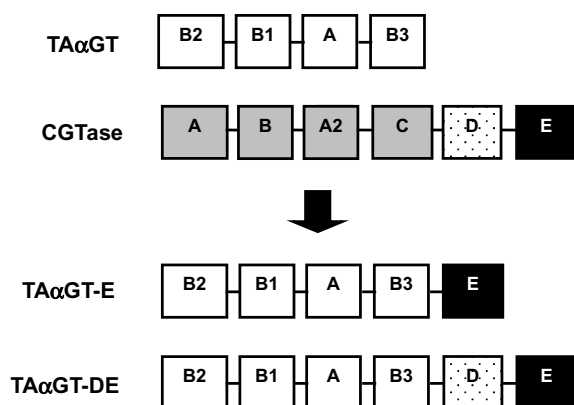 TAαGT B2 B1 A B3
CGTase A B A2 C D E
TAαGT-E B2 B1 A B3 E
TAαGT-DE B2 B1 A B3 D E